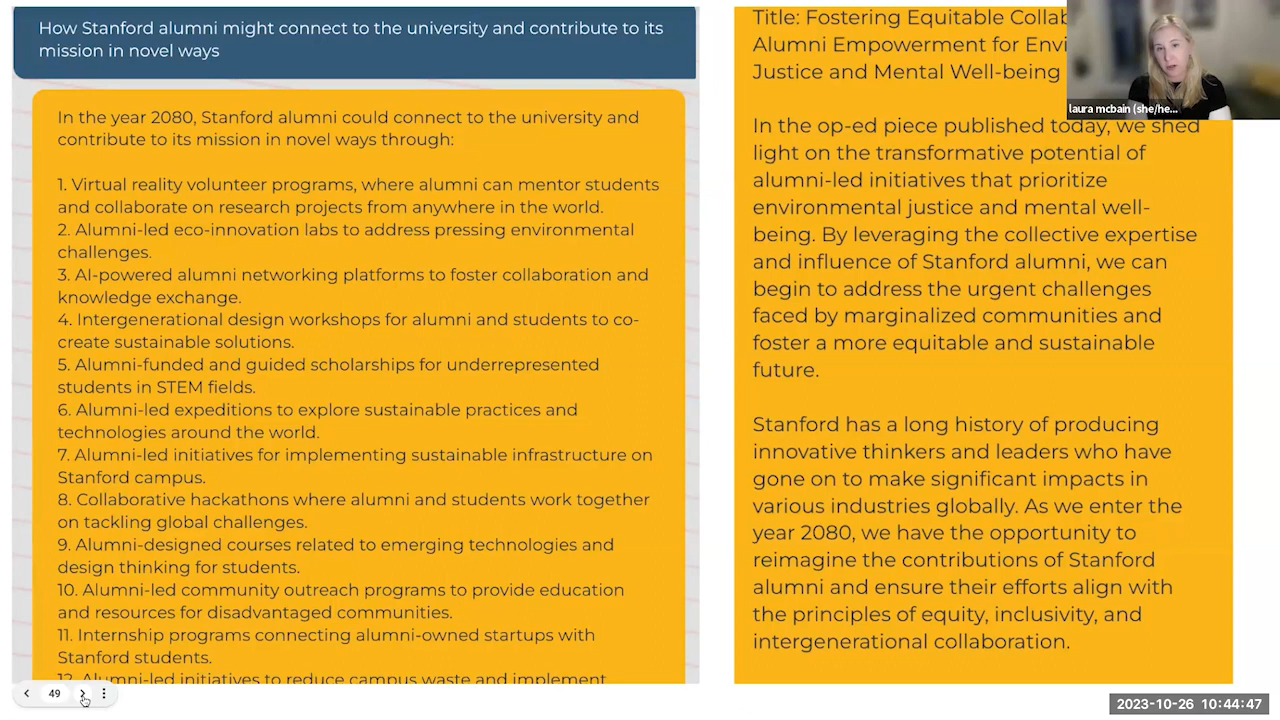 How Stanford alumni might connect to the university and contribute to its
mission in novel ways
In the year 2080, Stanford alumni could connect to the university and
contribute to its mission in novel ways through:
1. Virtual reality volunteer programs, where alumni can mentor students
and collaborate on research projects from anywhere in the world.
2. Alumni-led eco-innovation labs to address pressing environmental
challenges.
3. AI-powered alumni networking platforms to foster collaboration and
knowledge exchange.
4. Intergenerational design workshops for alumni and students to co-
create sustainable solutions.
5. Alumni-funded and guided scholarships for underrepresented
students in STEM fields.
6. Alumni-led expeditions to explore sustainable practices and
technologies around the world.
7. Alumni-led initiatives for implementing sustainable infrastructure on
Stanford campus.
8. Collaborative hackathons where alumni and students work together
on tackling global challenges.
9. Alumni-designed courses related to emerging technologies and
design thinking for students.
10. Alumni-led community outreach programs to provide education
and resources for disadvantaged communities.
11. Internship programs connecting alumni-owned startups with
Stanford students.
12. Alumni-led initiatives to reduce campus waste and implement
49
Title: Fostering Equitable Collab
Alumni Empowerment for Envi
Justice and Mental Well-being
In the op-ed piece published today, we shed
light on the transformative potential of
alumni-led initiatives that prioritize
environmental justice and mental well-
being. By leveraging the collective expertise
and influence of Stanford alumni, we can
begin to address the urgent challenges
faced by marginalized communities and
foster a more equitable and sustainable
future.
Stanford has a long history of producing
innovative thinkers and leaders who have
gone on to make significant impacts in
various industries globally. As we enter the
year 2080, we have the opportunity to
reimagine the contributions of Stanford
alumni and ensure their efforts align with
the principles of equity, inclusivity, and
intergenerational collaboration.
laura mcbain (she/he...
2023-10-26 10:44:47